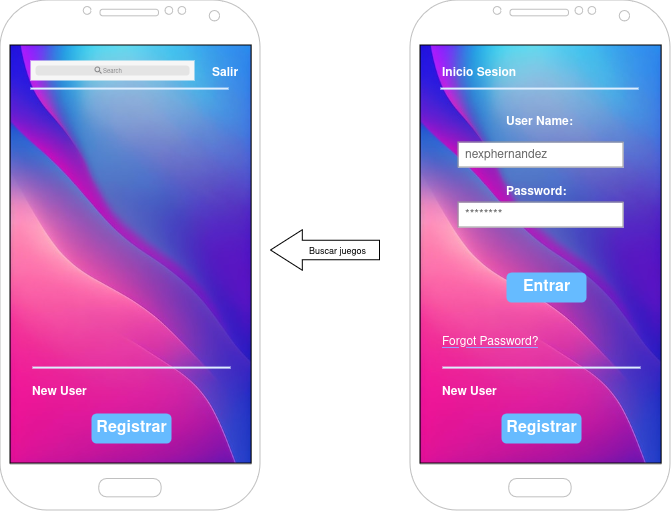 Search
Salir
New User
Registrar
Buscar juegos
Inicio Sesion
User Name:
nexphernandez
Password:
********
Entrar
Forgot Password?
New User
Registrar